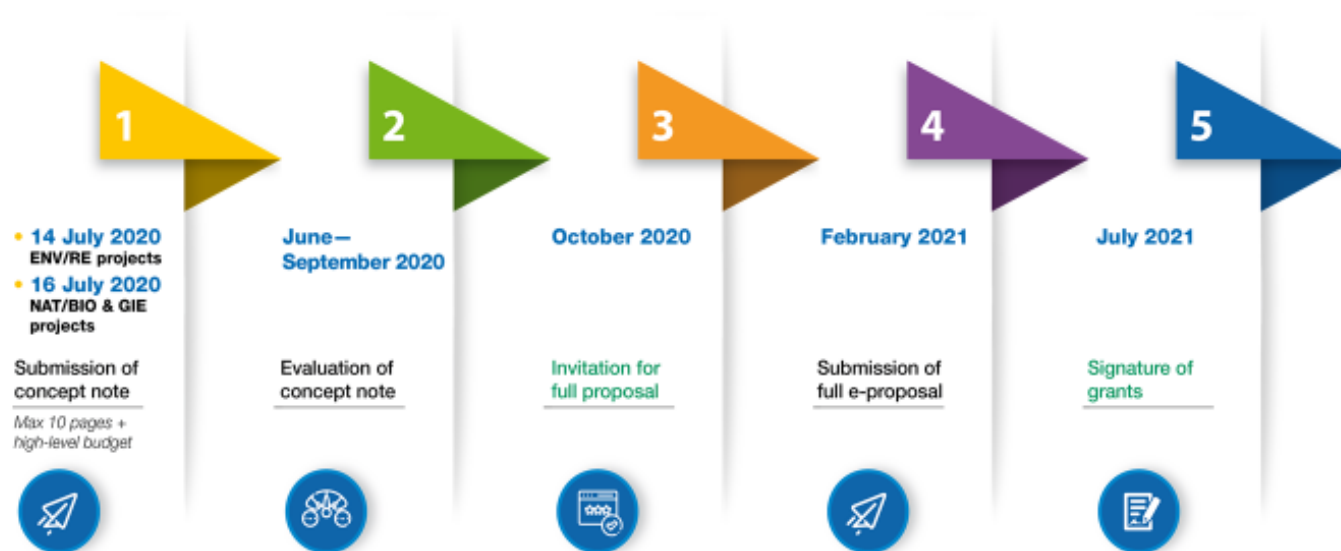 1
• 14 July 2020
ENV/RE projects
• 16 July 2020
NAT/BIO & GIE
projects
Submission of
concept note
Max 10 pages +
high-level budget
2
June—
September 2020
Evaluation of
concept note
3
October 2020
Invitation for
full proposal
4
February 2021
Submission of
full e-proposal
5
July 2021
Signature of
grants